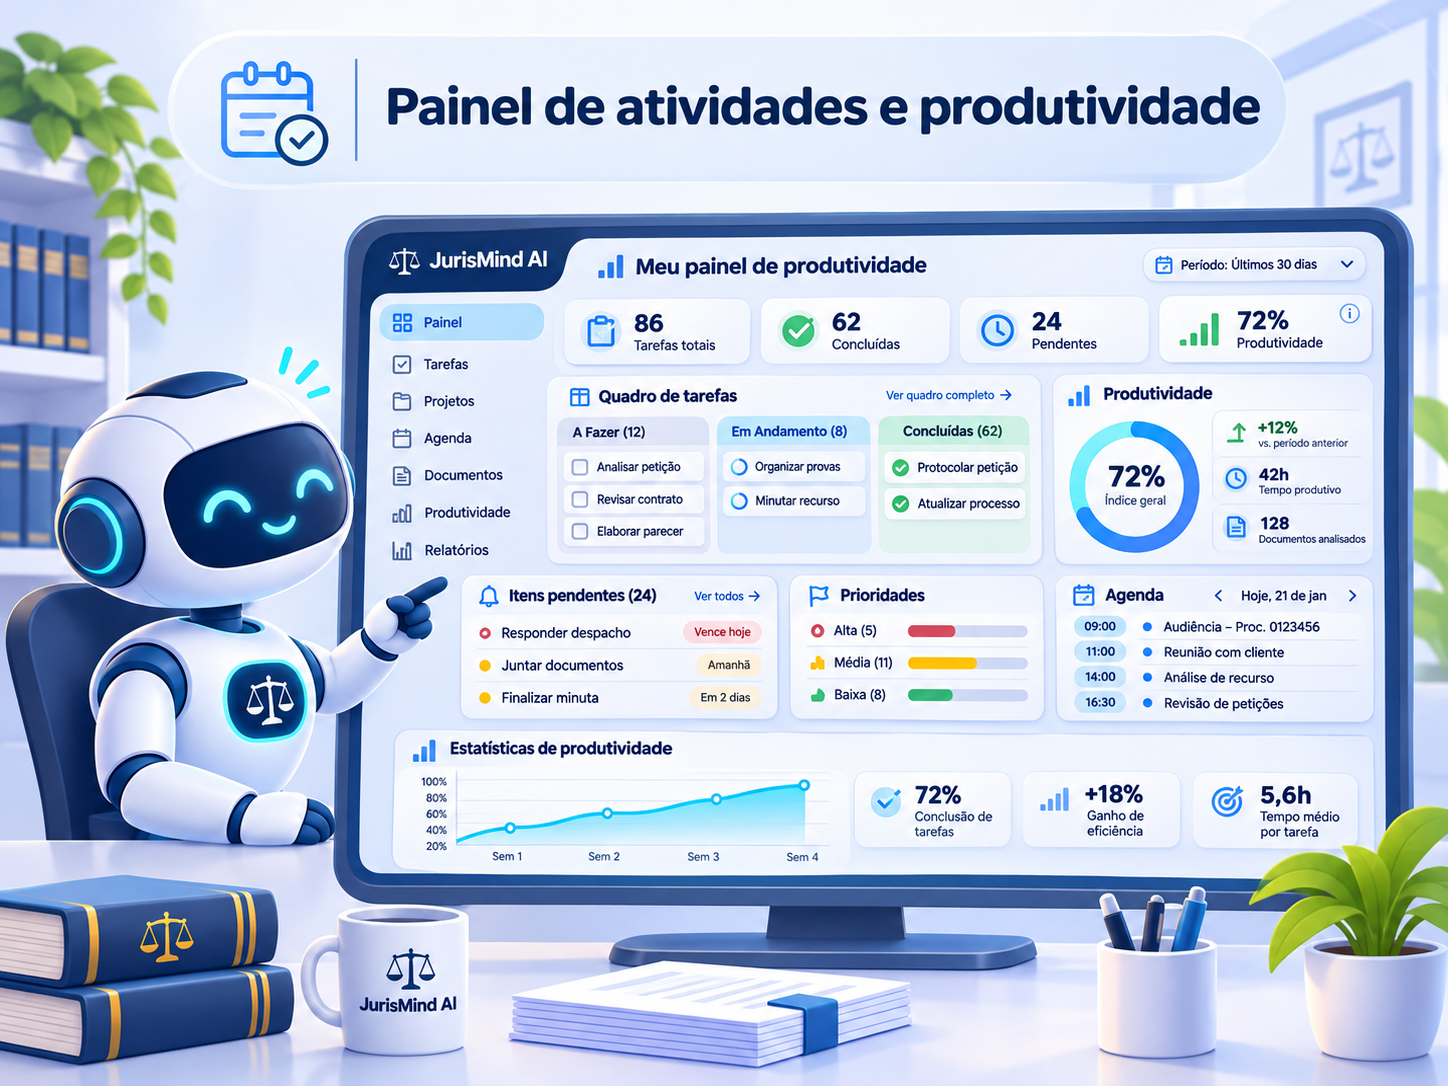 Painel de atividades e produtividade
JurisMind AI
Meu painel de produtividade
Período: Últimos 30 dias
Painel
Tarefas
Projetos
Agenda
Documentos
Produtividade
Relatórios
86
Tarefas totais
62
Concluídas
24
Pendentes
72%
Produtividade
Quadro de tarefas
Ver quadro completo →
A Fazer (12)
Analisar petição
Revisar contrato
Elaborar parecer
Em Andamento (8)
Organizar provas
Minutar recurso
Concluídas (62)
Protocolar petição
Atualizar processo
Produtividade
72%
Índice geral
+12%
vs. período anterior
42h
Tempo produtivo
128
Documentos analisados
Itens pendentes (24)
Ver todos →
Responder despacho
Vence hoje
Juntar documentos
Amanhã
Finalizar minuta
Em 2 dias
Prioridades
Alta (5)
Média (11)
Baixa (8)
Agenda
< Hoje, 21 de jan >
09:00 Audiência – Proc. 0123456
11:00 Reunião com cliente
14:00 Análise de recurso
16:30 Revisão de petições
Estatísticas de produtividade
100%
80%
60%
40%
20%
Sem 1 Sem 2 Sem 3 Sem 4
72%
Conclusão de
tarefas
+18%
Ganho de
eficiência
5,6h
Tempo médio
por tarefa
JurisMind AI